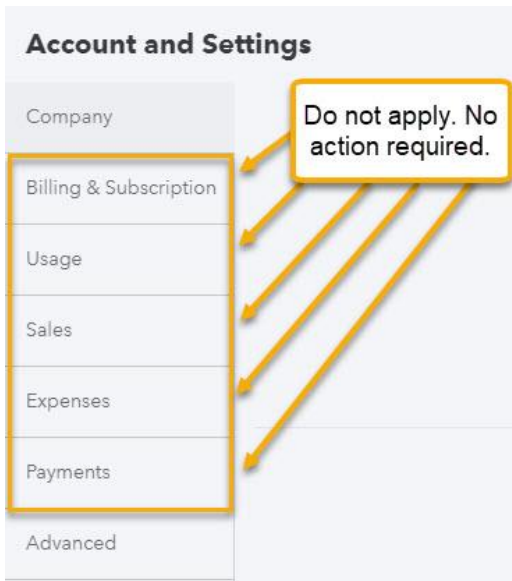 Account and Settings
Company
Do not apply. No
action required.
Billing & Subscription
Usage
Sales
Expenses
Payments
Advanced